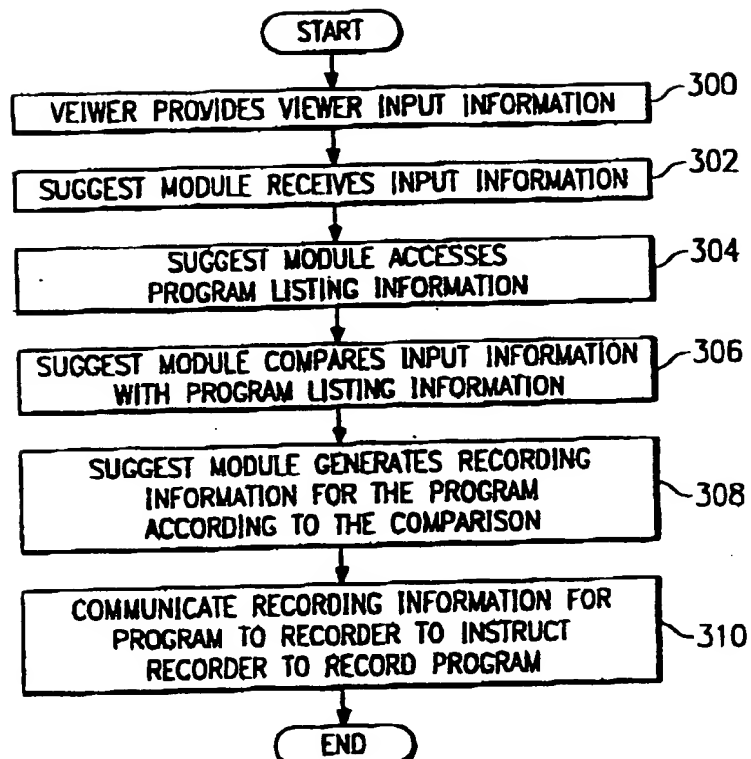 START
VEIWER PROVIDES VIEWER INPUT INFORMATION
300
SUGGEST MODULE RECEIVES INPUT INFORMATION
302
SUGGEST MODULE ACCESSES
PROGRAM LISTING INFORMATION
304
SUGGEST MODULE COMPARES INPUT INFORMATION
WITH PROGRAM LISTING INFORMATION
306
SUGGEST MODULE GENERATES RECORDING
INFORMATION FOR THE PROGRAM
ACCORDING TO THE COMPARISON
308
COMMUNICATE RECORDING INFORMATION FOR
PROGRAM TO RECORDER TO INSTRUCT
RECORDER TO RECORD PROGRAM
310
END